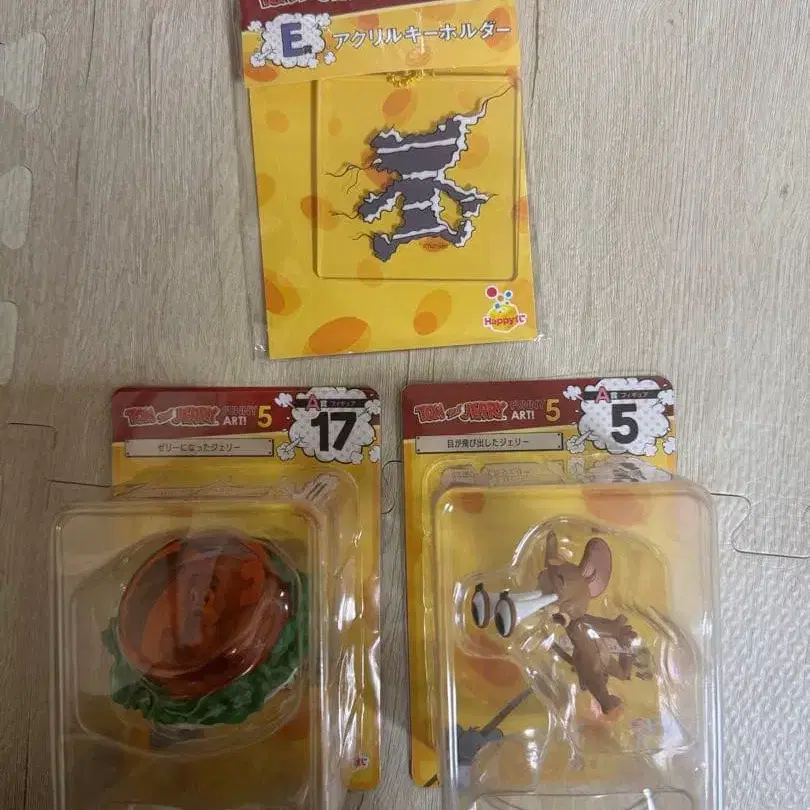 E賞 アクリルキーホルダー
Happyくじ
TOM and JERRY FUNNY ART! 5
A賞 フィギュア
17
ゼリーになったジェリー
TOM and JERRY FUNNY ART! 5
A賞 フィギュア
5
目が飛び出したジェリー